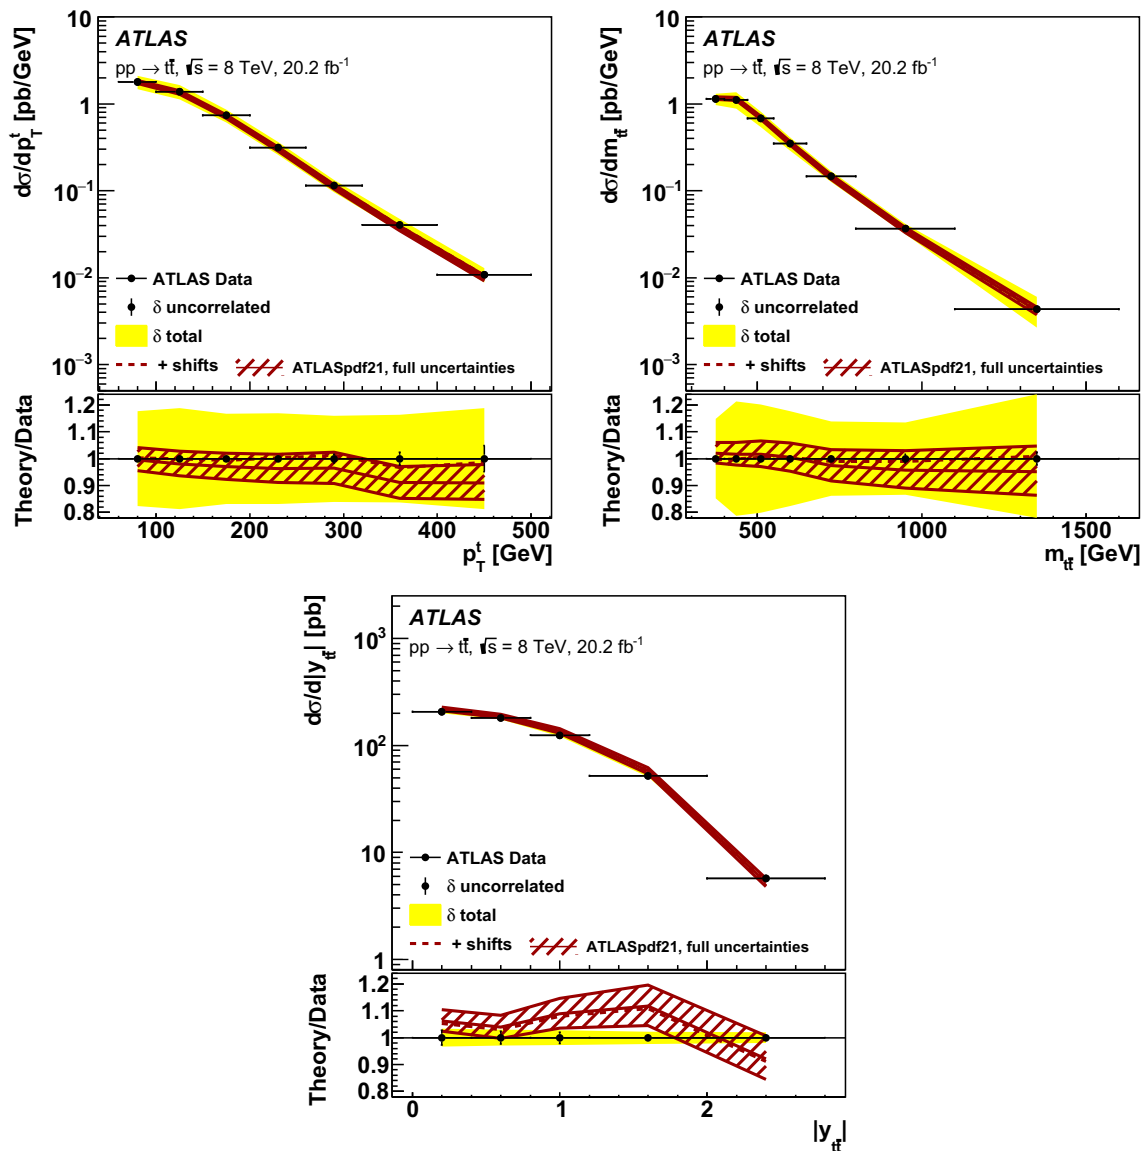 dσ/dp_T^t [pb/GeV]
10
1
10⁻¹
10⁻²
10⁻³
ATLAS
pp → tt̄, √s = 8 TeV, 20.2 fb⁻¹
ATLAS Data
δ uncorrelated
δ total
+ shifts
ATLASpdf21, full uncertainties
Theory/Data
1.2
1.1
1
0.9
0.8
100 200 300 400 500
p_T^t [GeV]
dσ/dm_tt̄ [pb/GeV]
10
1
10⁻¹
10⁻²
10⁻³
ATLAS
pp → tt̄, √s = 8 TeV, 20.2 fb⁻¹
ATLAS Data
δ uncorrelated
δ total
+ shifts
ATLASpdf21, full uncertainties
Theory/Data
1.2
1.1
1
0.9
0.8
500 1000 1500
m_tt̄ [GeV]
dσ/d|y_tt̄| [pb]
10³
10²
10
1
ATLAS
pp → tt̄, √s = 8 TeV, 20.2 fb⁻¹
ATLAS Data
δ uncorrelated
δ total
+ shifts
ATLASpdf21, full uncertainties
Theory/Data
1.2
1.1
1
0.9
0.8
0 1 2
|y_tt̄|